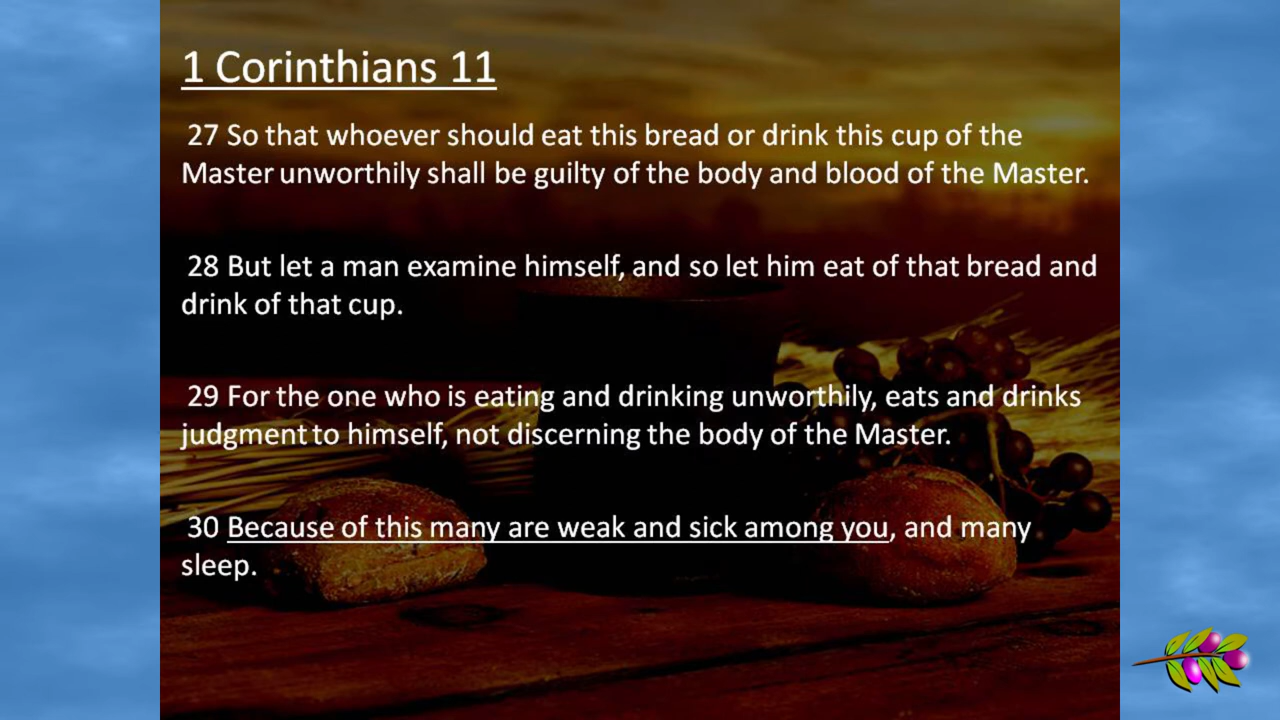 1 Corinthians 11
27 So that whoever should eat this bread or drink this cup of the
Master unworthily shall be guilty of the body and blood of the Master.
28 But let a man examine himself, and so let him eat of that bread and
drink of that cup.
29 For the one who is eating and drinking unworthily, eats and drinks
judgment to himself, not discerning the body of the Master.
30 Because of this many are weak and sick among you, and many
sleep.